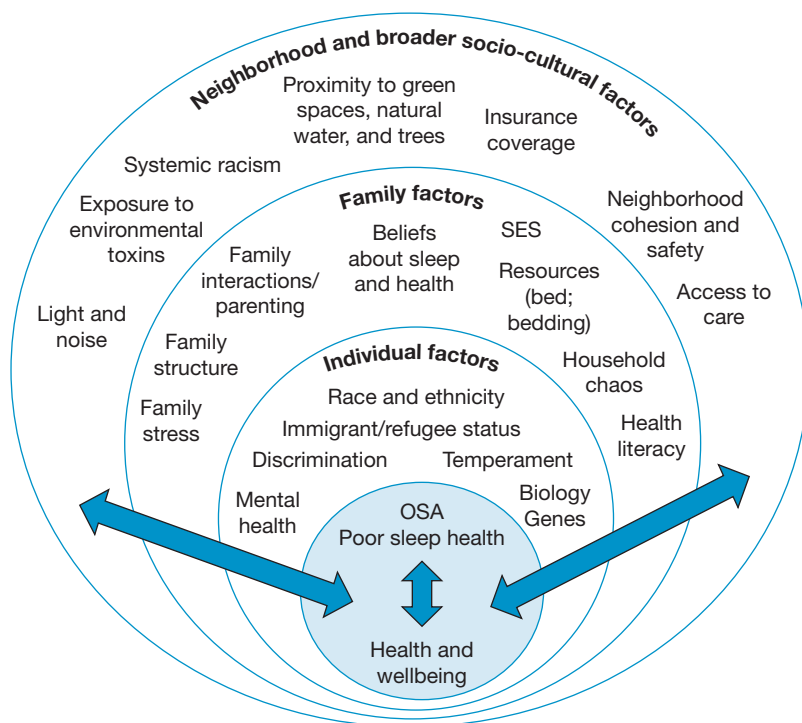 Neighborhood and broader socio-cultural factors
Proximity to green
spaces, natural
water, and trees
Insurance
coverage
Systemic racism
Exposure to
environmental
toxins
Neighborhood
cohesion and
safety
Light and
noise
Access to
care
Family factors
Family
interactions/
parenting
Beliefs
about sleep
and health
SES
Resources
(bed;
bedding)
Family
structure
Household
chaos
Family
stress
Health
literacy
Individual factors
Race and ethnicity
Immigrant/refugee status
Discrimination
Temperament
Mental
health
Biology
Genes
OSA
Poor sleep health
Health and
wellbeing